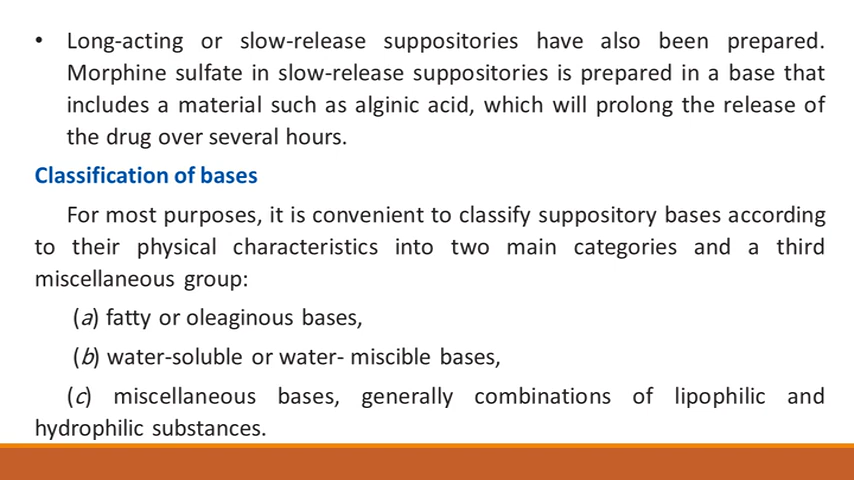 • Long-acting or slow-release suppositories have also been prepared.
Morphine sulfate in slow-release suppositories is prepared in a base that
includes a material such as alginic acid, which will prolong the release of
the drug over several hours.
Classification of bases
For most purposes, it is convenient to classify suppository bases according
to their physical characteristics into two main categories and a third
miscellaneous group:
(a) fatty or oleaginous bases,
(b) water-soluble or water- miscible bases,
(c) miscellaneous bases, generally combinations of lipophilic and
hydrophilic substances.